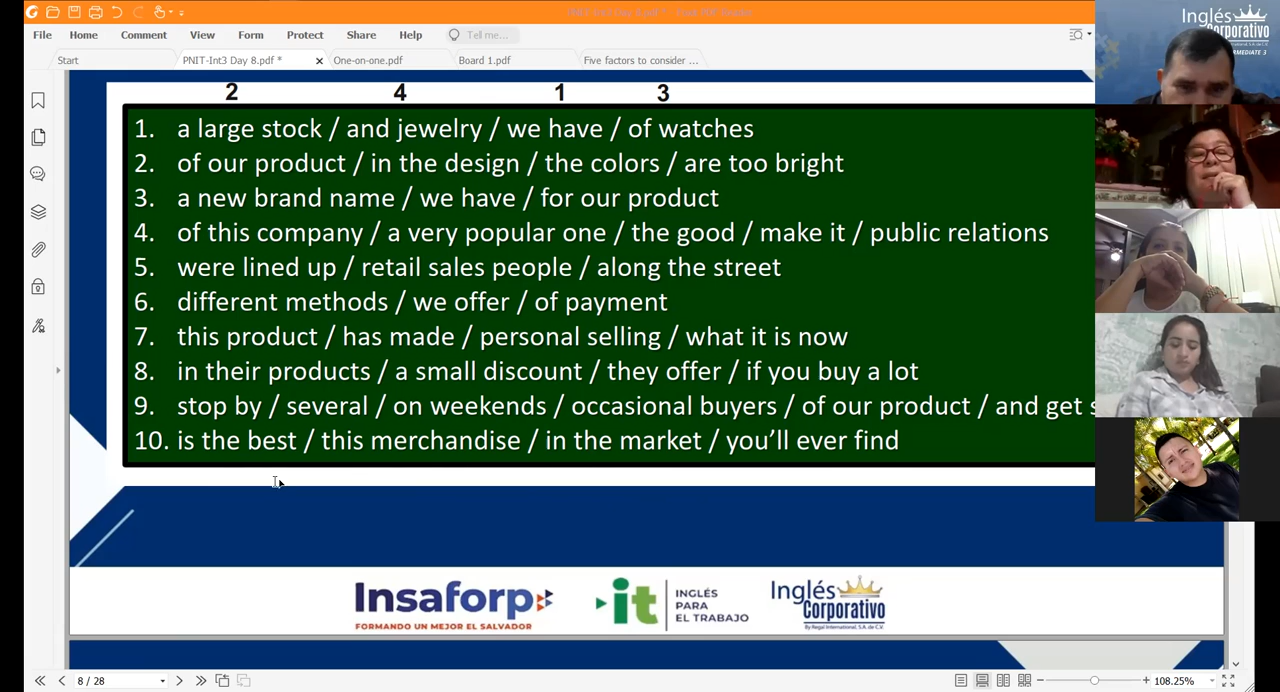 File Home Comment View Form Protect Share Help Tell me...
Start PNIT-Int3 Day 8.pdf * One-on-one.pdf Board 1.pdf Five factors to consider ...
2 4 1 3
1. a large stock / and jewelry / we have / of watches
2. of our product / in the design / the colors / are too bright
3. a new brand name / we have / for our product
4. of this company / a very popular one / the good / make it / public relations
5. were lined up / retail sales people / along the street
6. different methods / we offer / of payment
7. this product / has made / personal selling / what it is now
8. in their products / a small discount / they offer / if you buy a lot
9. stop by / several / on weekends / occasional buyers / of our product / and get
10. is the best / this merchandise / in the market / you'll ever find
Insaforp
FORMANDO UN MEJOR EL SALVADOR
it INGLÉS PARA EL TRABAJO
Inglés
Corporativo
By Regal International, S.A. de C.V.
8 / 28
108.25%
Inglés
Corporativo